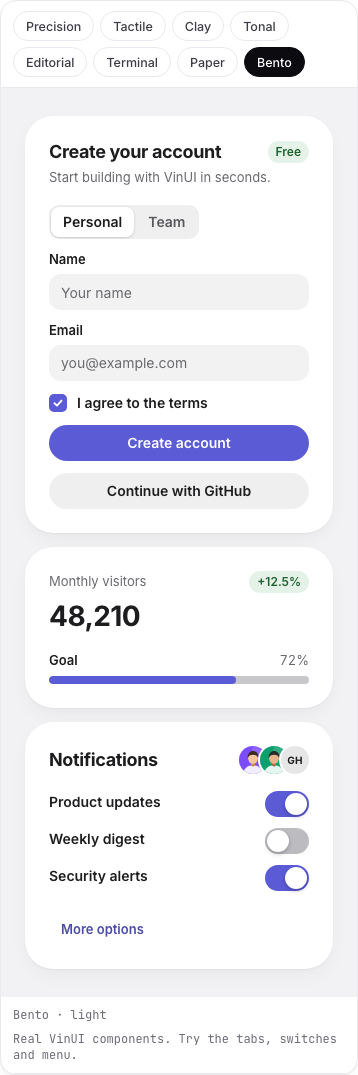 Precision Tactile Clay Tonal
Editorial Terminal Paper Bento
Create your account Free
Start building with VinUI in seconds.
Personal Team
Name
Your name
Email
you@example.com
I agree to the terms
Create account
Continue with GitHub
Monthly visitors +12.5%
48,210
Goal 72%
Notifications GH
Product updates
Weekly digest
Security alerts
More options
Bento · light
Real VinUI components. Try the tabs, switches
and menu.